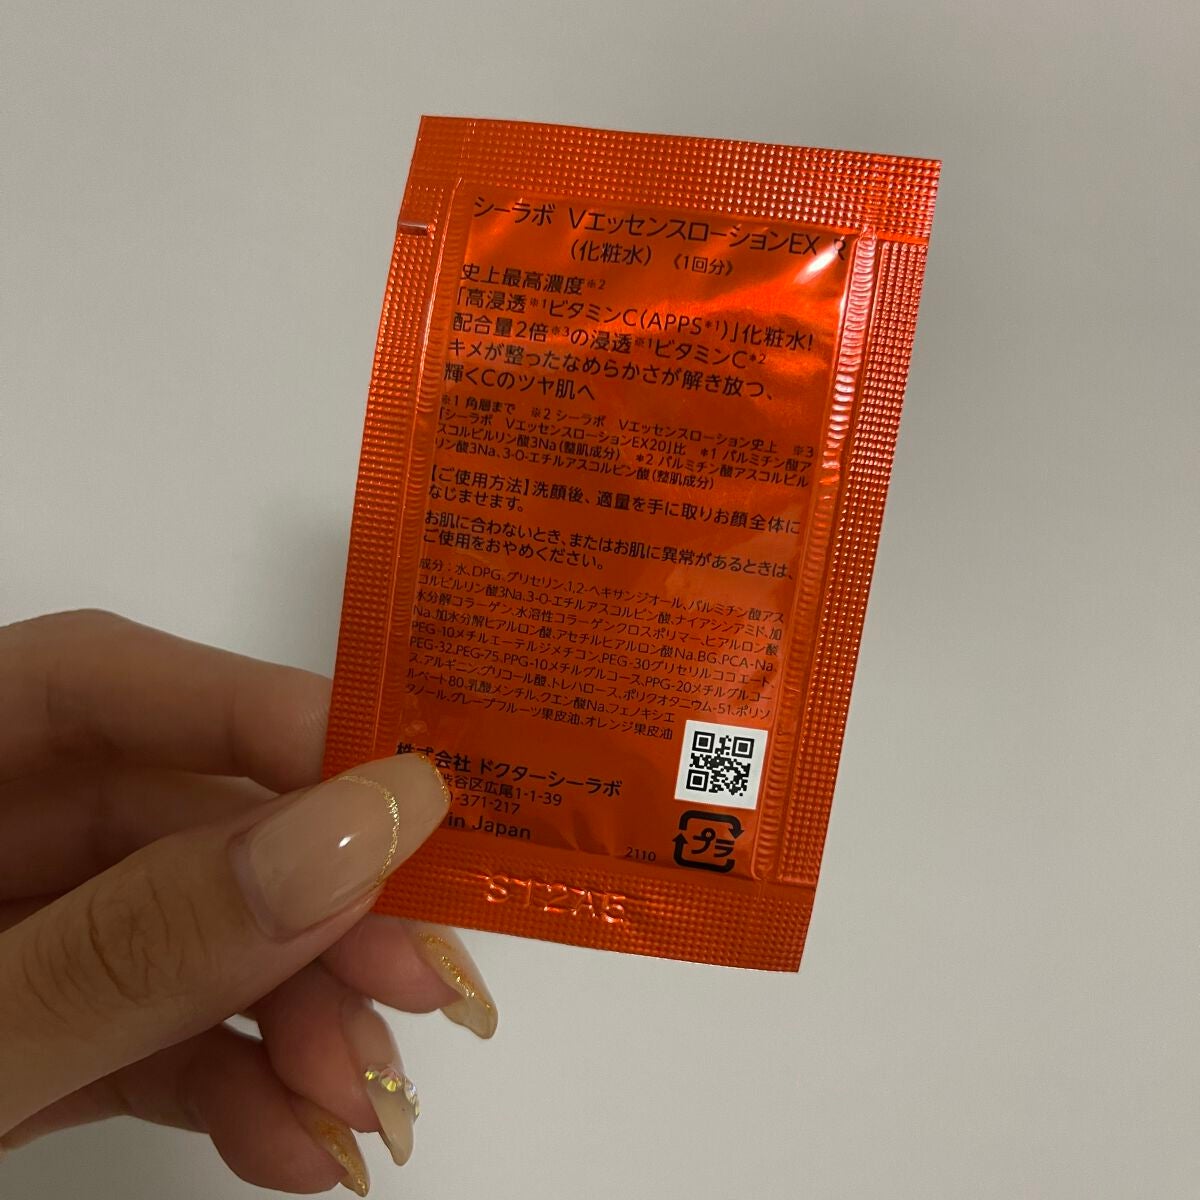 シーラボ VエッセンスローションEX R
(化粧水) 《1回分》
史上最高濃度※2
「高浸透※1ビタミンC(APPS*1)」化粧水!
配合量2倍※3の浸透※1ビタミンC*2
キメが整ったなめらかさが解き放つ、
輝くCのツヤ肌へ
※1 角層まで ※2 シーラボ Vエッセンスローション史上 ※3
「シーラボ VエッセンスローションEX20」比 *1 パルミチン酸ア
スコルビルリン酸3Na(整肌成分) *2 パルミチン酸アスコルビル
リン酸3Na、3-O-エチルアスコルビン酸(整肌成分)
【ご使用方法】洗顔後、適量を手に取りお顔全体に
なじませます。
お肌に合わないとき、またはお肌に異常があるときは、
ご使用をおやめください。
成分:水、DPG、グリセリン、1,2-ヘキサンジオール、パルミチン酸アス
コルビルリン酸3Na、3-O-エチルアスコルビン酸、ナイアシンアミド、加
水分解コラーゲン、水溶性コラーゲンクロスポリマー、ヒアルロン酸
Na、加水分解ヒアルロン酸、アセチルヒアルロン酸Na、BG、PCA-Na、
PEG-10メチルエーテルジメチコン、PEG-30グリセリルココエート、
PEG-32、PEG-75、PPG-10メチルグルコース、PPG-20メチルグルコー
ス、アルギニン、グリコール酸、トレハロース、ポリクオタニウム-51、ポリソ
ルベート80、乳酸メンチル、クエン酸Na、フェノキシエ
タノール、グレープフルーツ果皮油、オレンジ果皮油
株式会社 ドクターシーラボ
渋谷区広尾1-1-39
-371-217
in Japan
2110
プラ
S12A5